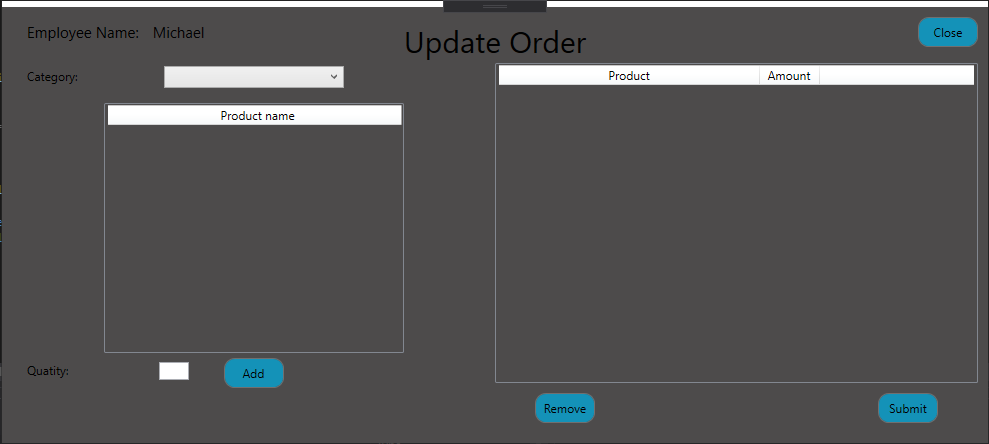 Employee Name: Michael
Update Order
Close
Category:
Product name
Product Amount
Quatity:
Add
Remove
Submit